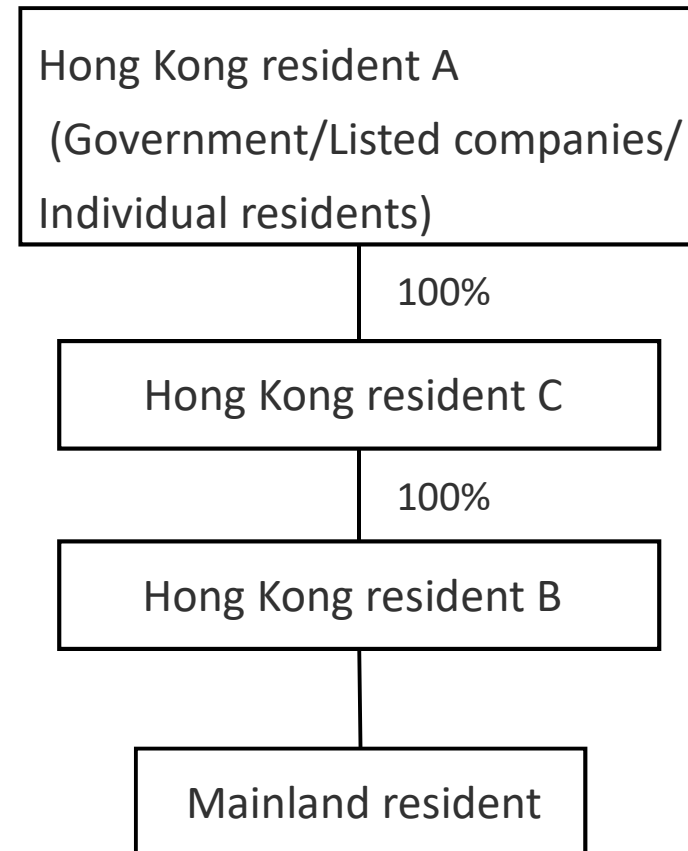 Hong Kong resident A
(Government/Listed companies/
Individual residents)
100%
Hong Kong resident C
100%
Hong Kong resident B
Mainland resident